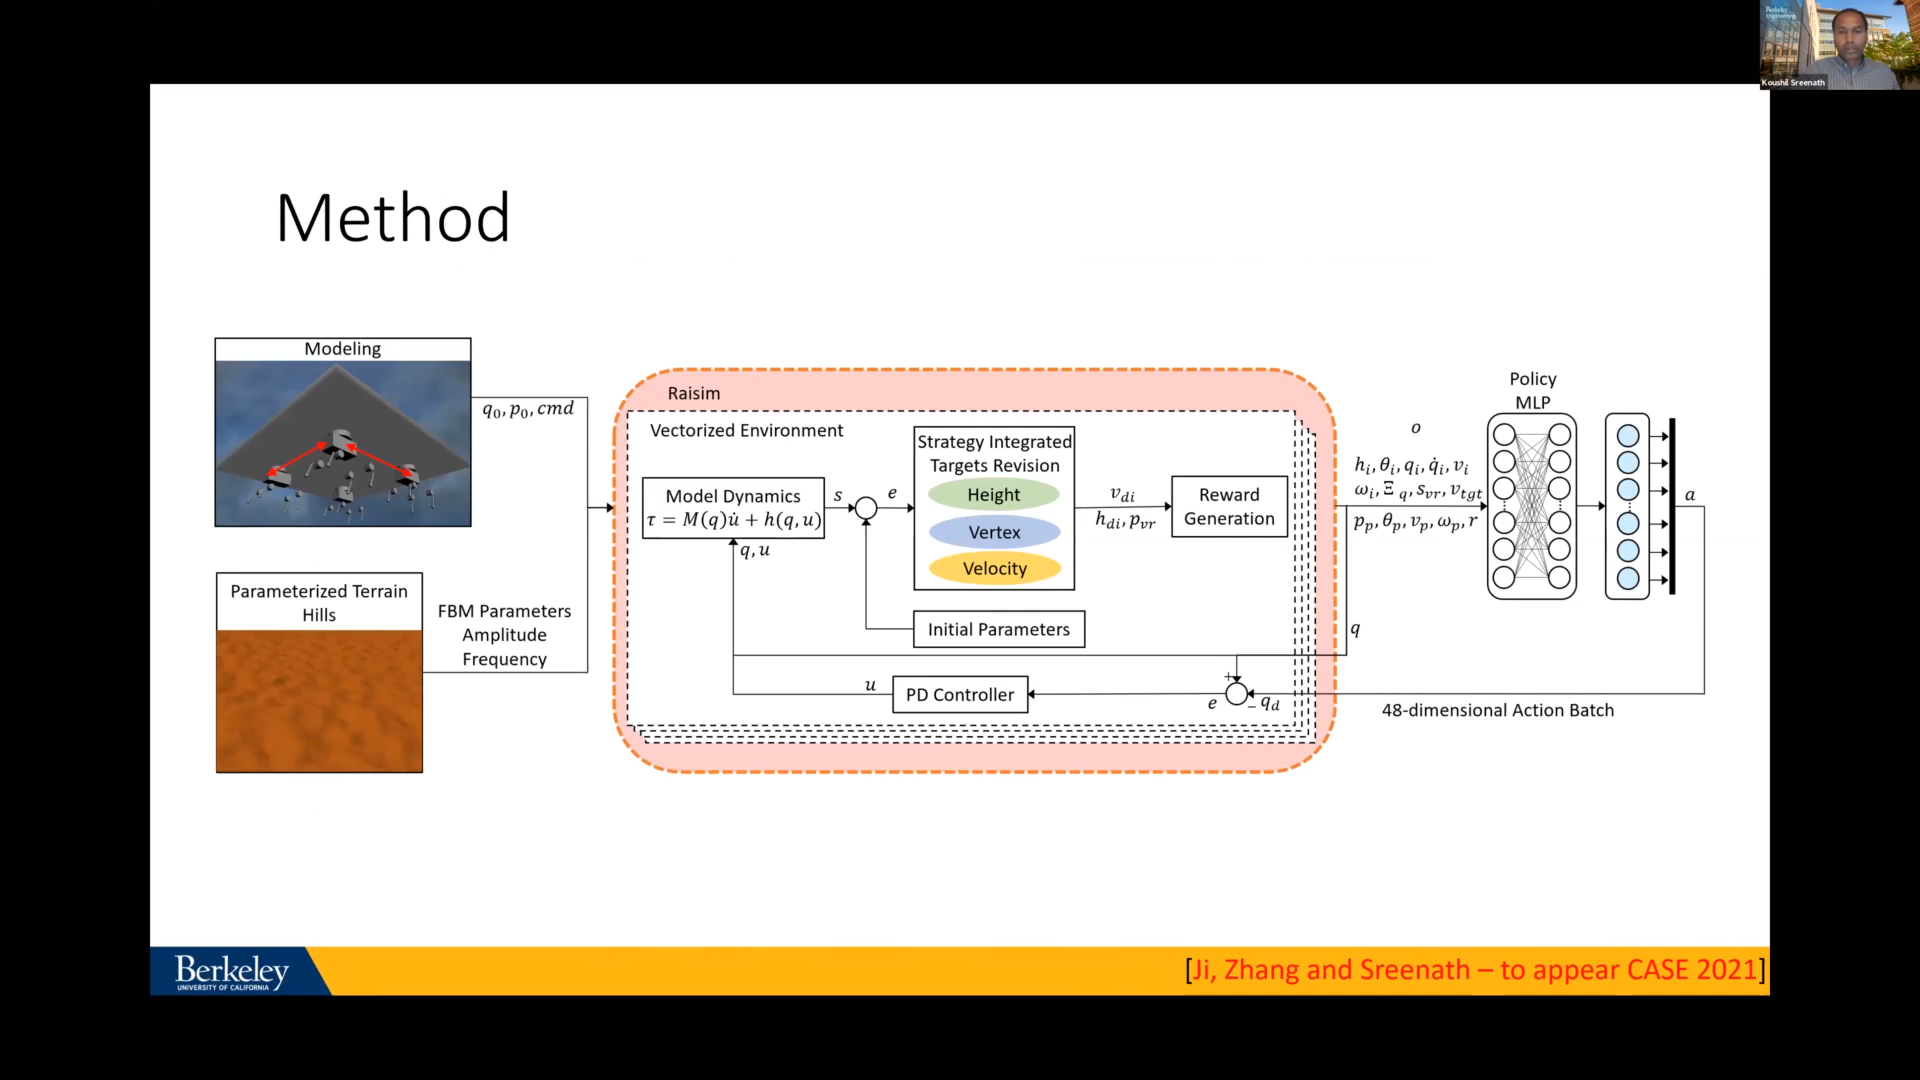 Berkeley
Engineering
Koushil Sreenath
Method
Modeling
q₀, p₀, cmd
Parameterized Terrain
Hills
FBM Parameters
Amplitude
Frequency
Raisim
Vectorized Environment
Model Dynamics
τ = M(q)u̇ + h(q, u)
s
e
q, u
Strategy Integrated
Targets Revision
Height
Vertex
Velocity
v_di
h_di, p_vr
Reward
Generation
Initial Parameters
PD Controller
u
+
e
− q_d
q
o
h_i, θ_i, q_i, q̇_i, v_i
ω_i, Ξ_q, s_vr, v_tgt
p_p, θ_p, v_p, ω_p, r
Policy
MLP
a
48-dimensional Action Batch
Berkeley
UNIVERSITY OF CALIFORNIA
[Ji, Zhang and Sreenath – to appear CASE 2021]